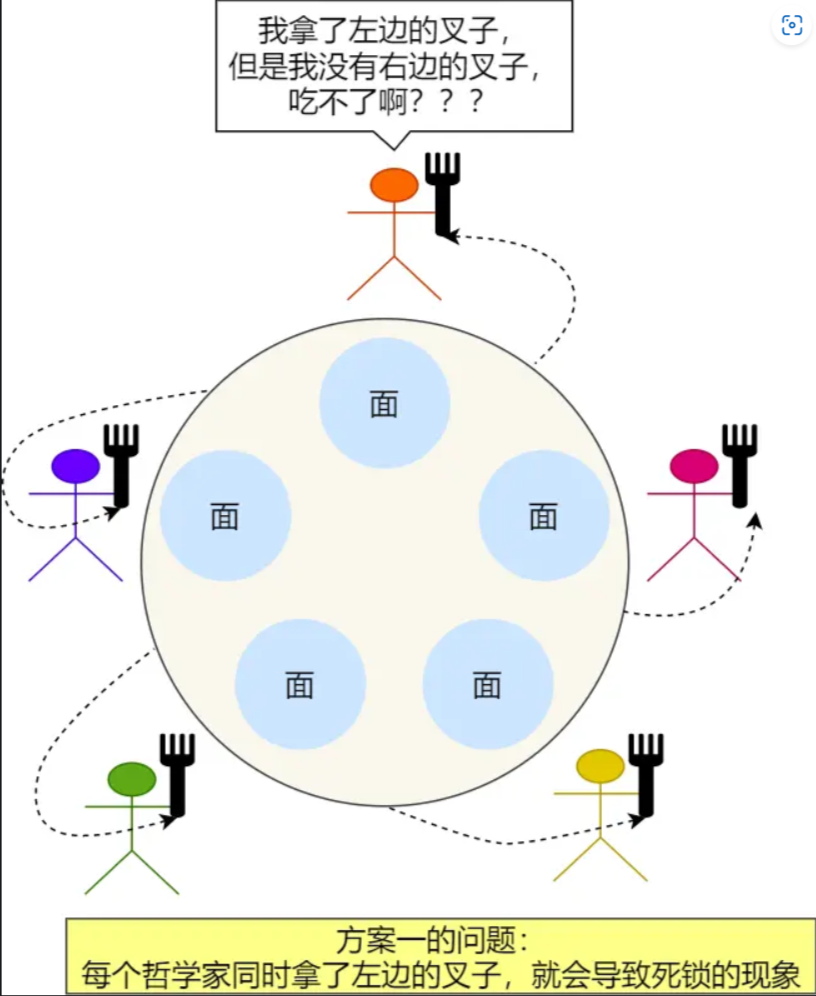 我拿了左边的叉子，
但是我没有右边的叉子，
吃不了啊？？？
面
面
面
面
面
方案一的问题：
每个哲学家同时拿了左边的叉子，就会导致死锁的现象